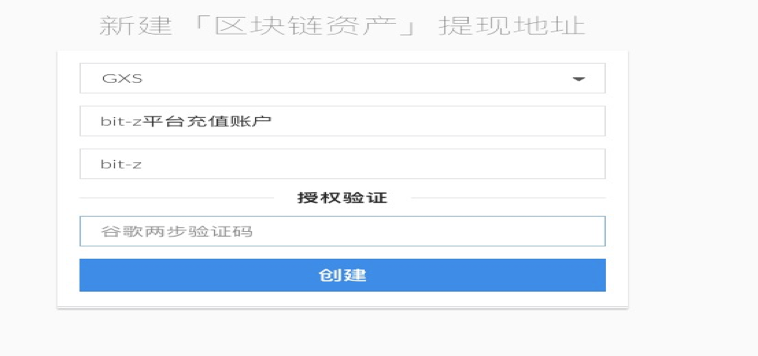 新建「区块链资产」提现地址
GXS
bit-z平台充值账户
bit-z
授权验证
谷歌两步验证码
创建